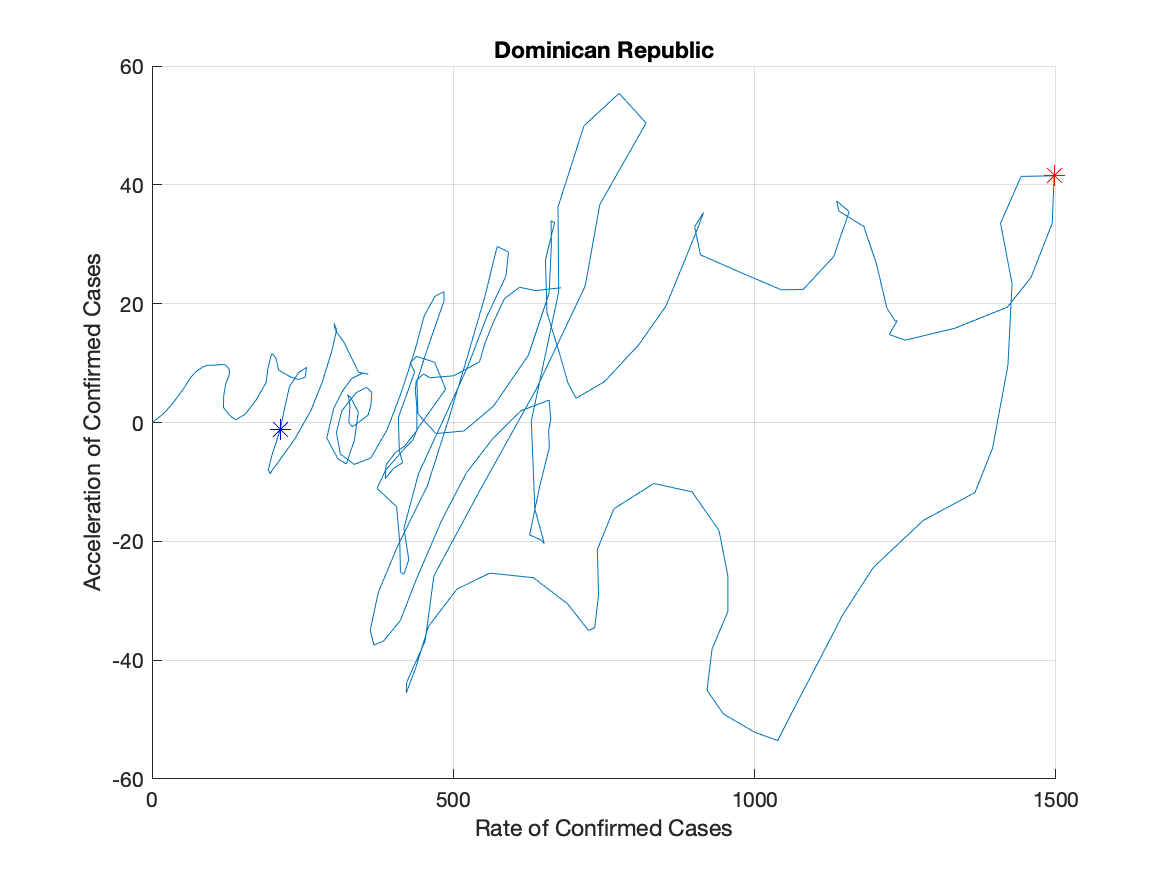 Dominican Republic
60
40
20
0
-20
-40
-60
Acceleration of Confirmed Cases
0 500 1000 1500
Rate of Confirmed Cases